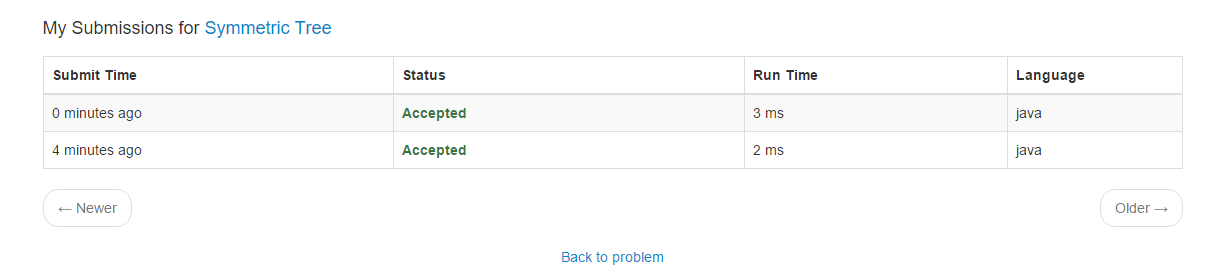 My Submissions for Symmetric Tree
Submit Time Status Run Time Language
0 minutes ago Accepted 3 ms java
4 minutes ago Accepted 2 ms java
← Newer Older →
Back to problem